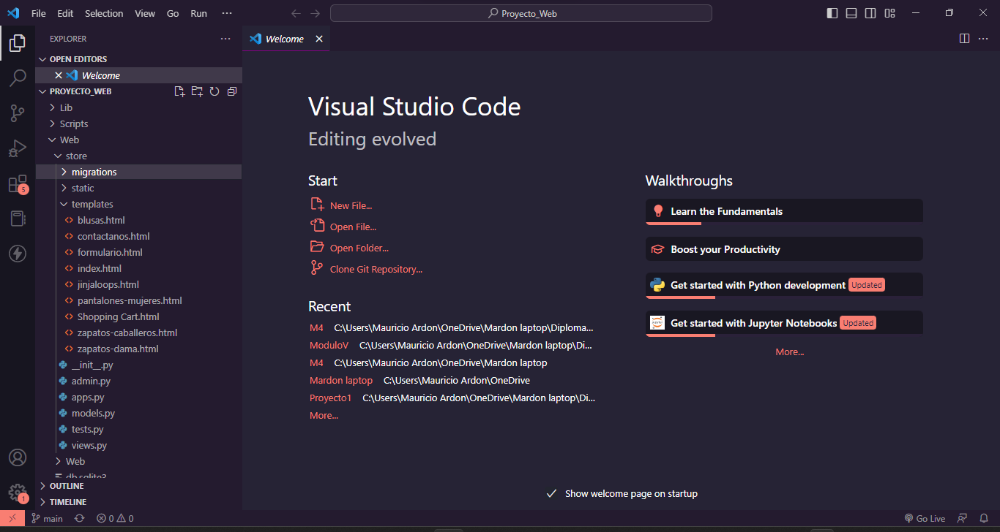 File Edit Selection View Go Run ···
Proyecto_Web
EXPLORER
OPEN EDITORS
Welcome
PROYECTO_WEB
Lib
Scripts
Web
store
migrations
static
templates
blusas.html
contactanos.html
formulario.html
index.html
jinjaloops.html
pantalones-mujeres.html
Shopping Cart.html
zapatos-caballeros.html
zapatos-dama.html
__init__.py
admin.py
apps.py
models.py
tests.py
views.py
Web
db.sqlite3
OUTLINE
TIMELINE
5
1
Welcome
Visual Studio Code
Editing evolved
Start
New File...
Open File...
Open Folder...
Clone Git Repository...
Recent
M4 C:\Users\Mauricio Ardon\OneDrive\Mardon laptop\Diploma...
ModuloV C:\Users\Mauricio Ardon\OneDrive\Mardon laptop\Di...
M4 C:\Users\Mauricio Ardon\OneDrive\Mardon laptop
Mardon laptop C:\Users\Mauricio Ardon\OneDrive
Proyecto1 C:\Users\Mauricio Ardon\OneDrive\Mardon laptop\Di...
More...
Walkthroughs
Learn the Fundamentals
Boost your Productivity
Get started with Python development Updated
Get started with Jupyter Notebooks Updated
More...
Show welcome page on startup
main 0 0 Go Live